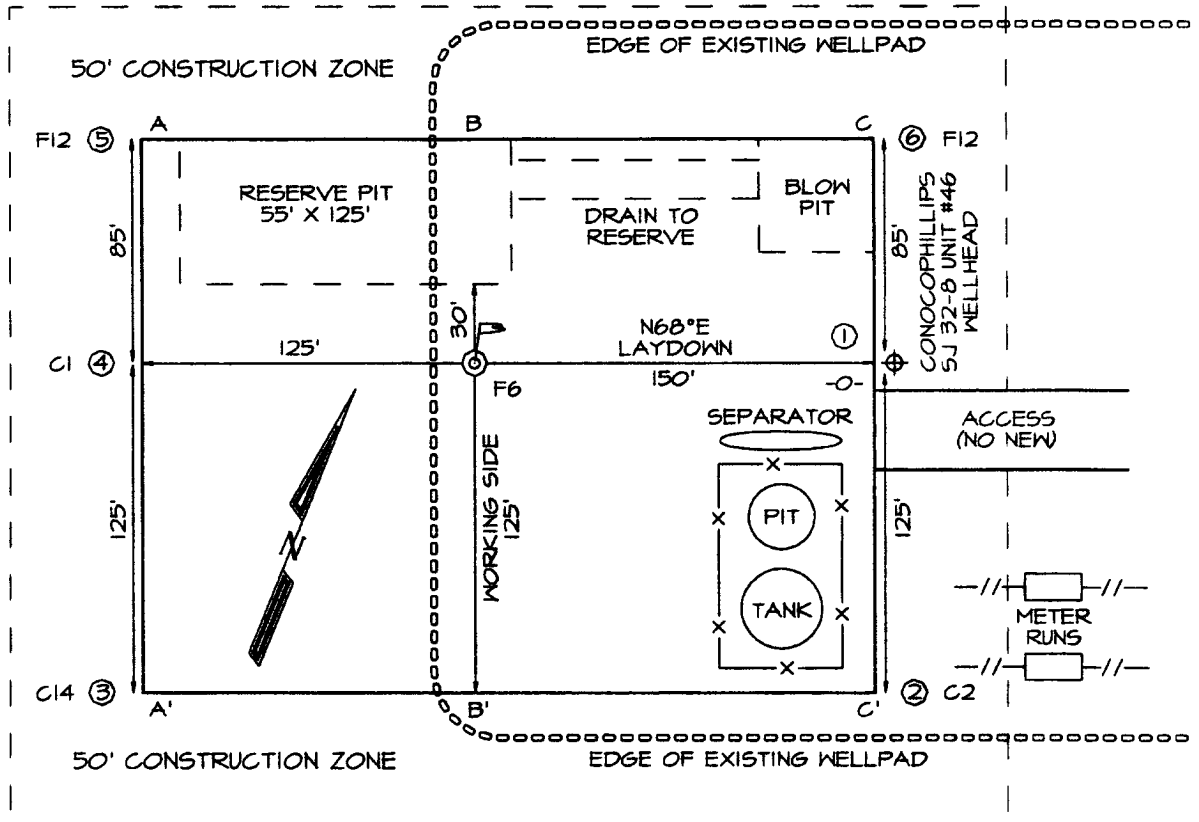 EDGE OF EXISTING WELLPAD
50' CONSTRUCTION ZONE
A
B
C
F12 5
6 F12
RESERVE PIT
55' X 125'
BLOW
PIT
DRAIN TO
RESERVE
85'
85'
CONOCOPHILLIPS
SJ 32-8 UNIT #46
WELLHEAD
30'
N68°E
LAYDOWN
1
C1 4
125'
150'
F6
-O-
SEPARATOR
ACCESS
(NO NEW)
WORKING SIDE
125'
125'
125'
N
PIT
TANK
METER
RUNS
C14 3
2 C2
A'
B'
C'
50' CONSTRUCTION ZONE
EDGE OF EXISTING WELLPAD